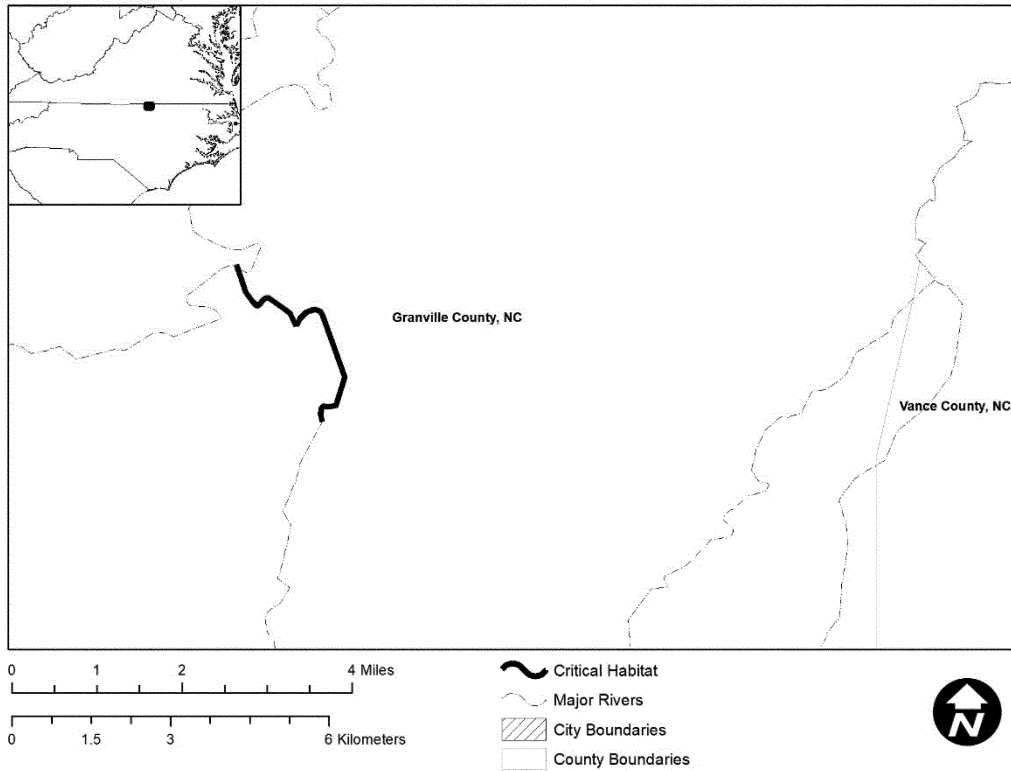 Granville County, NC
Vance County, NC
0 1 2 4 Miles
0 1.5 3 6 Kilometers
Critical Habitat
Major Rivers
City Boundaries
County Boundaries
N